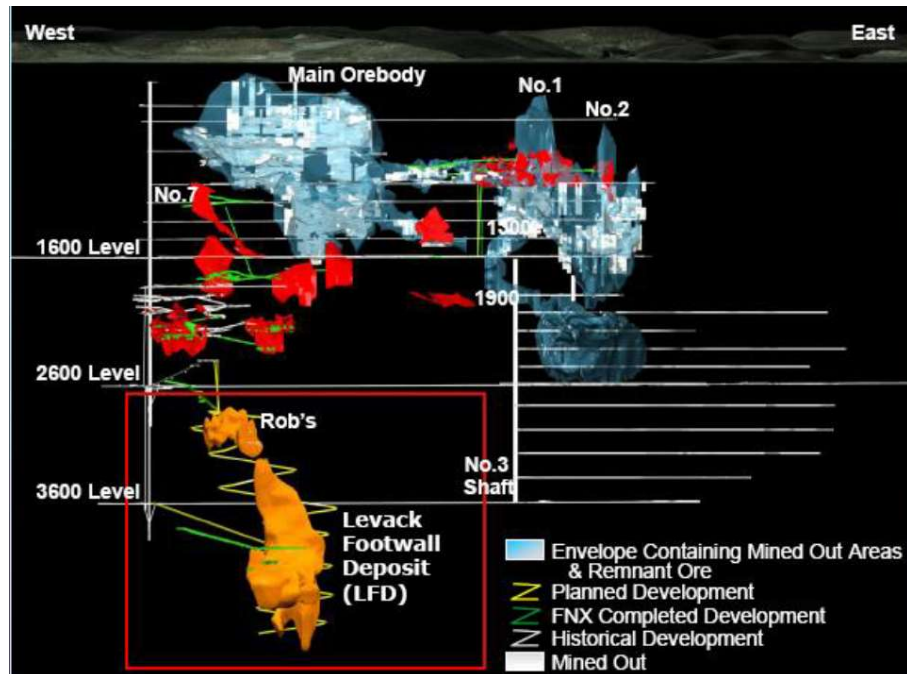 West
East
Main Orebody
No.1
No.2
No.7
1300
1600 Level
1900
2600 Level
Rob's
No.3
Shaft
3600 Level
Levack
Footwall
Deposit
(LFD)
Envelope Containing Mined Out Areas
& Remnant Ore
Planned Development
FNX Completed Development
Historical Development
Mined Out